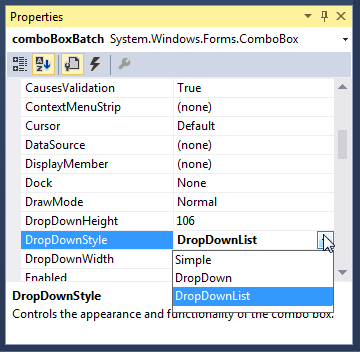 Properties
comboBoxBatch System.Windows.Forms.ComboBox
CausesValidation True
ContextMenuStrip (none)
Cursor Default
DataSource (none)
DisplayMember (none)
Dock None
DrawMode Normal
DropDownHeight 106
DropDownStyle DropDownList
DropDownWidth
Simple
Enabled
DropDown
DropDownList
DropDownStyle
Controls the appearance and functionality of the combo box.